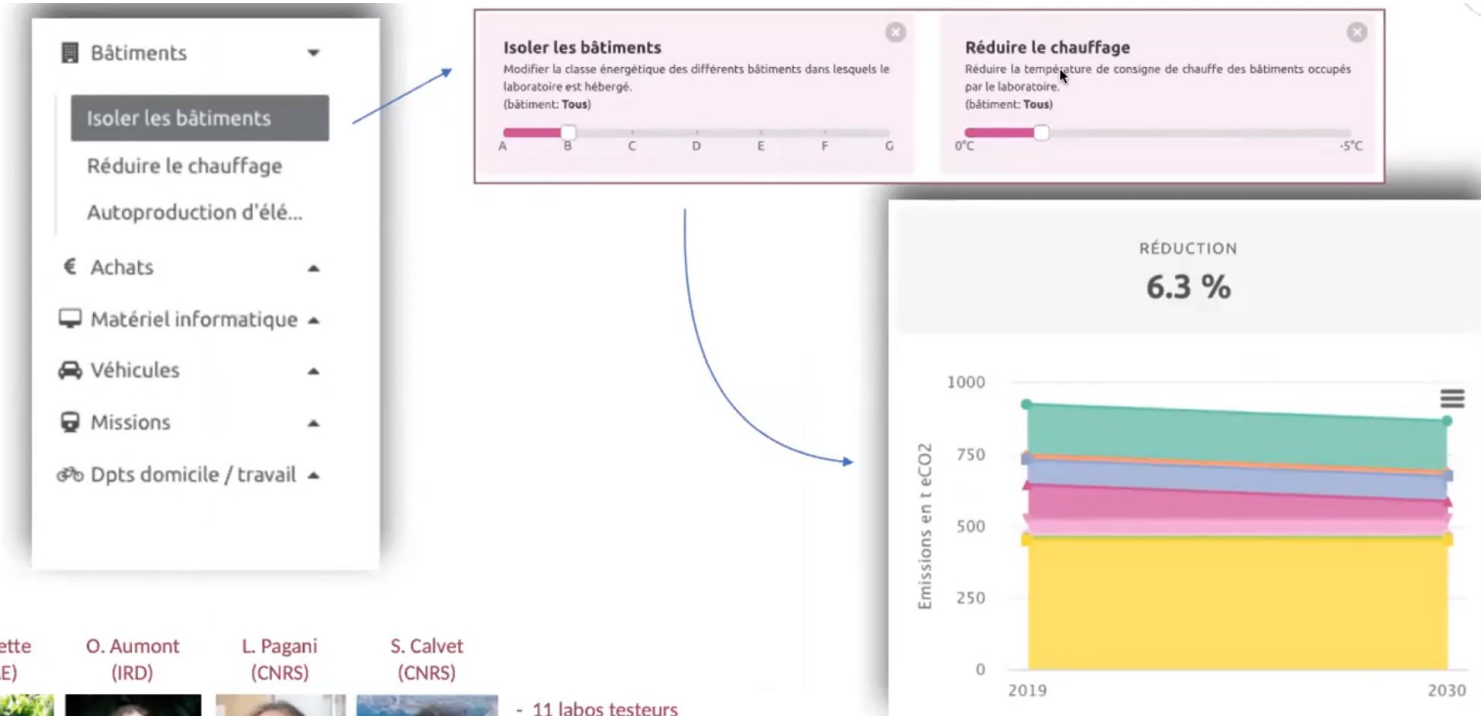 Bâtiments
Isoler les bâtiments
Réduire le chauffage
Autoproduction d'élé...
€ Achats
Matériel informatique
Véhicules
Missions
Dpts domicile / travail
Isoler les bâtiments
Modifier la classe énergétique des différents bâtiments dans lesquels le
laboratoire est hébergé.
(bâtiment: Tous)
A B C D E F G
Réduire le chauffage
Réduire la température de consigne de chauffe des bâtiments occupés
par le laboratoire.
(bâtiment: Tous)
0°C -5°C
RÉDUCTION
6.3 %
Emissions en t eCO2
1000
750
500
250
0
2019 2030
ette
E)
O. Aumont
(IRD)
L. Pagani
(CNRS)
S. Calvet
(CNRS)
- 11 labos testeurs